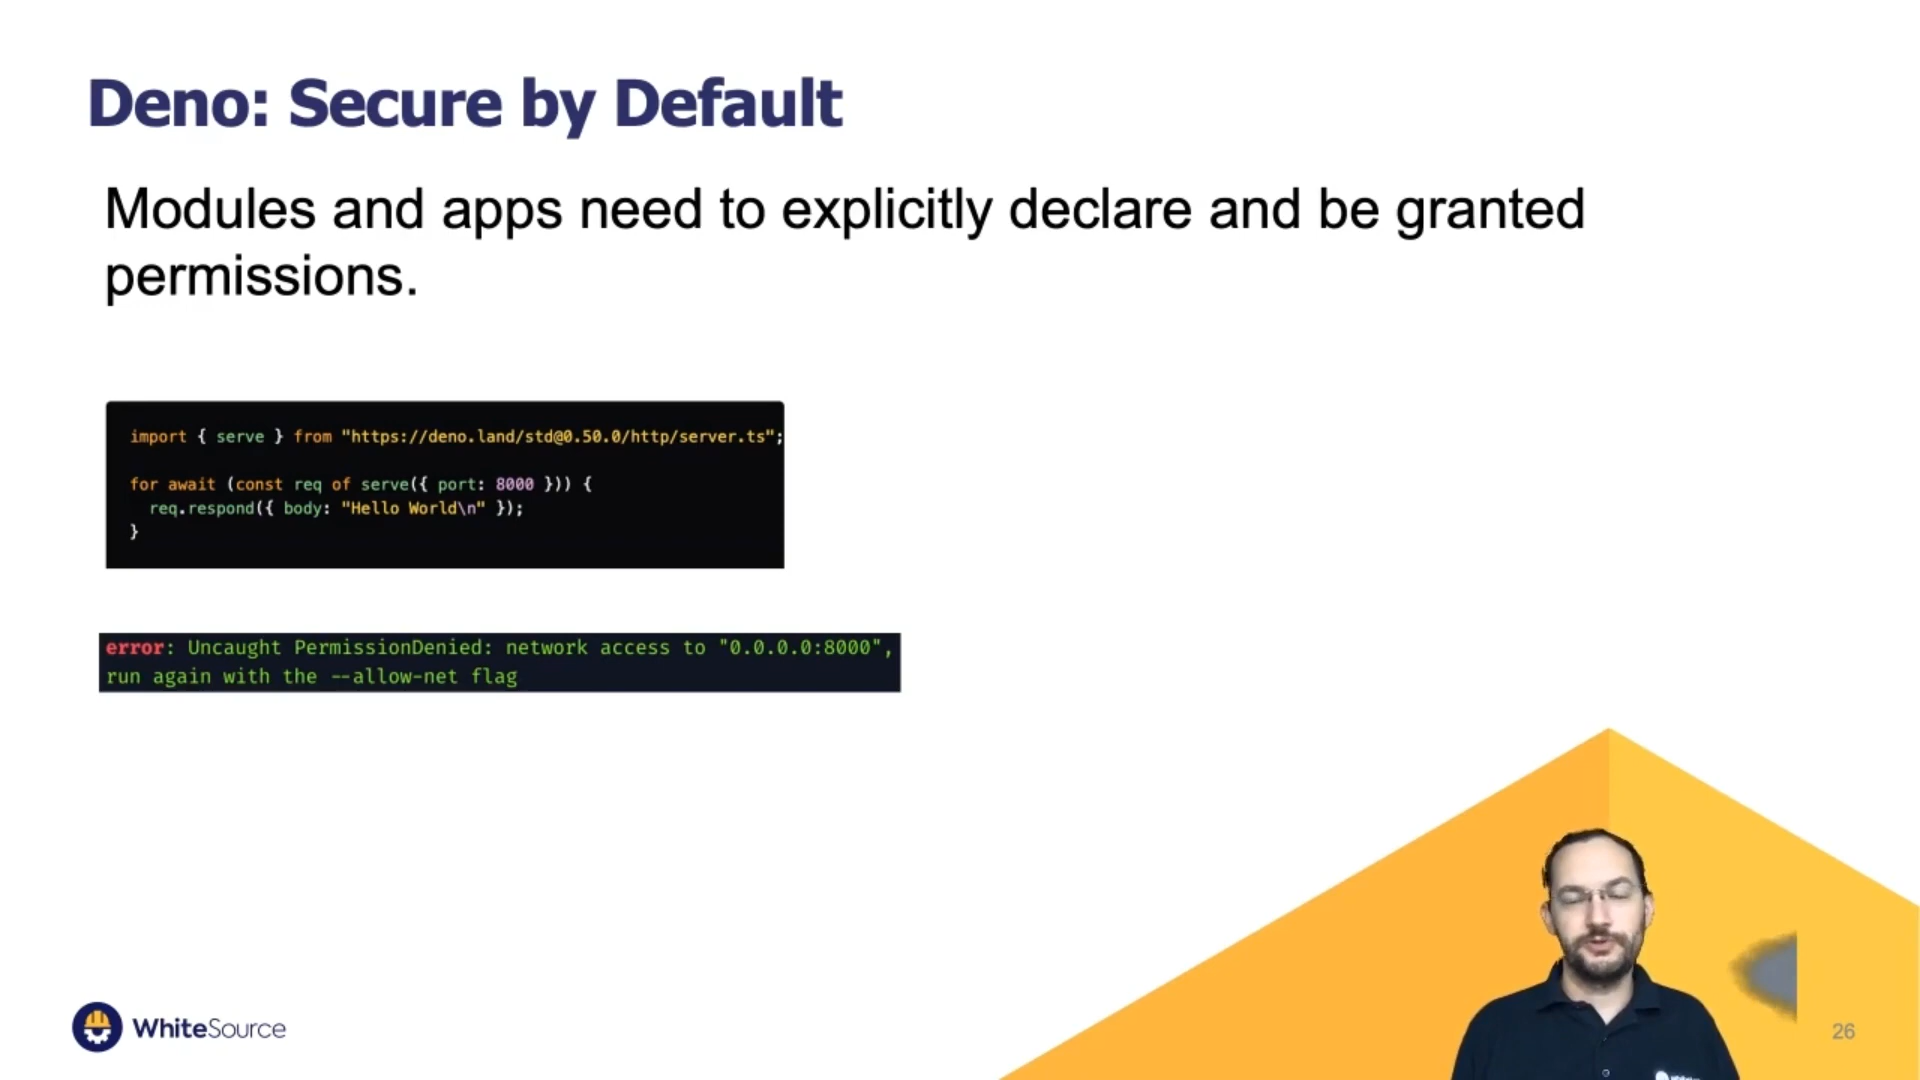 Deno: Secure by Default
Modules and apps need to explicitly declare and be granted
permissions.
import { serve } from "https://deno.land/std@0.50.0/http/server.ts";
for await (const req of serve({ port: 8000 })) {
  req.respond({ body: "Hello World\n" });
}
error: Uncaught PermissionDenied: network access to "0.0.0.0:8000",
run again with the --allow-net flag
WhiteSource
26